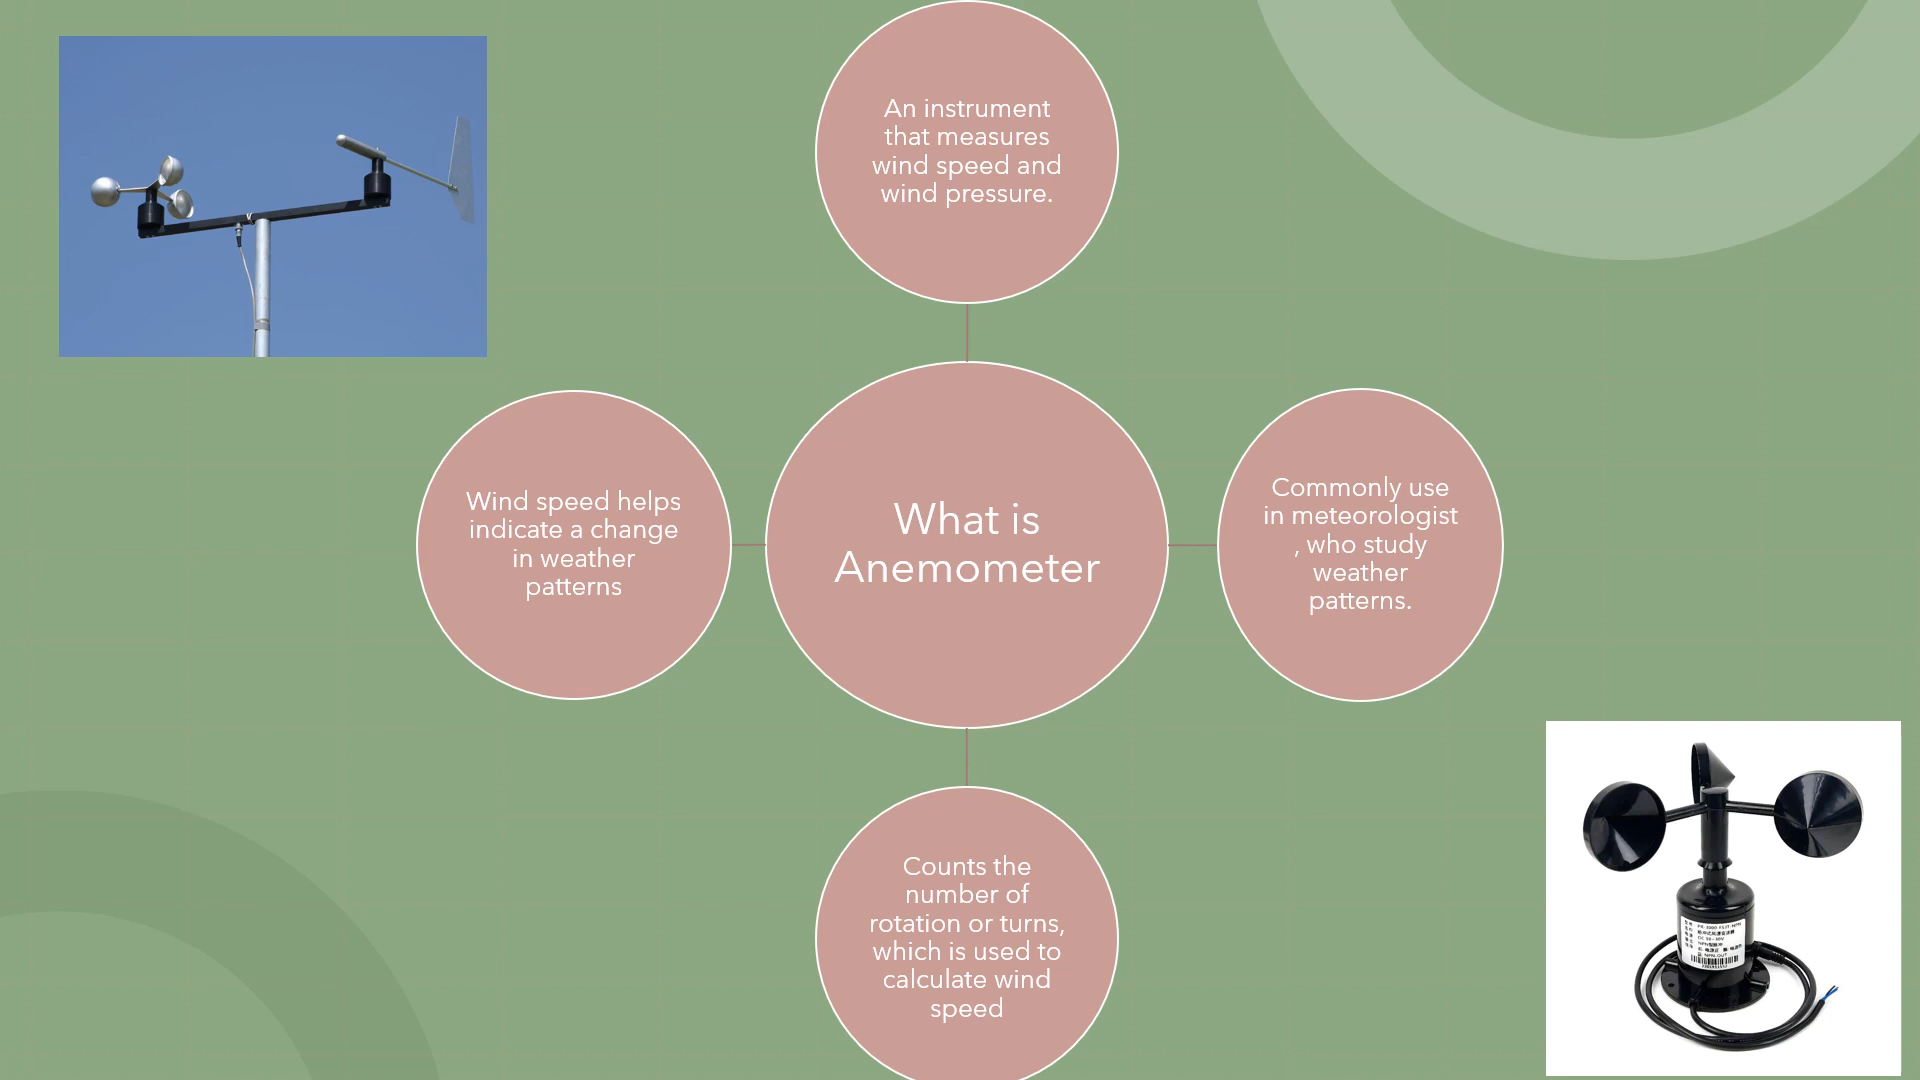 An instrument
that measures
wind speed and
wind pressure.
Wind speed helps
indicate a change
in weather
patterns
What is
Anemometer
Commonly use
in meteorologist
, who study
weather
patterns.
Counts the
number of
rotation or turns,
which is used to
calculate wind
speed